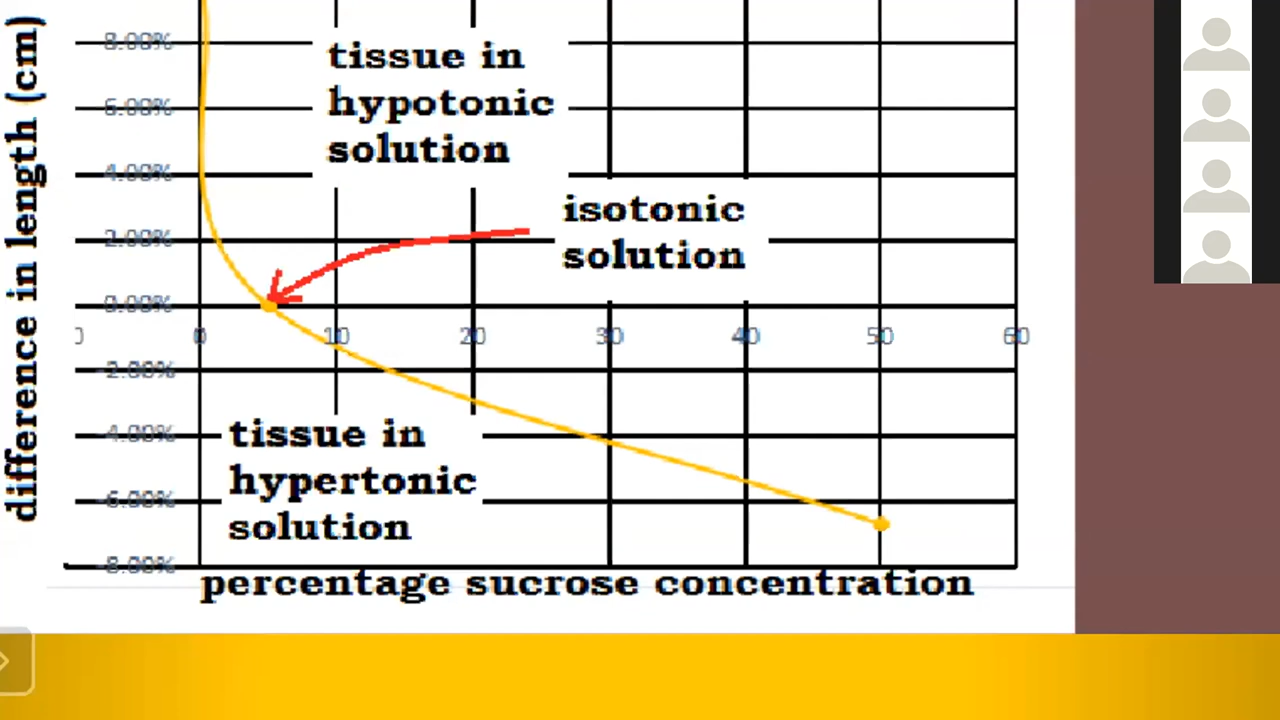 difference in length (cm)
8.00%
6.00%
4.00%
2.00%
0.00%
-2.00%
-4.00%
-6.00%
-8.00%
tissue in
hypotonic
solution
isotonic
solution
0 0 10 20 30 40 50 60
tissue in
hypertonic
solution
percentage sucrose concentration